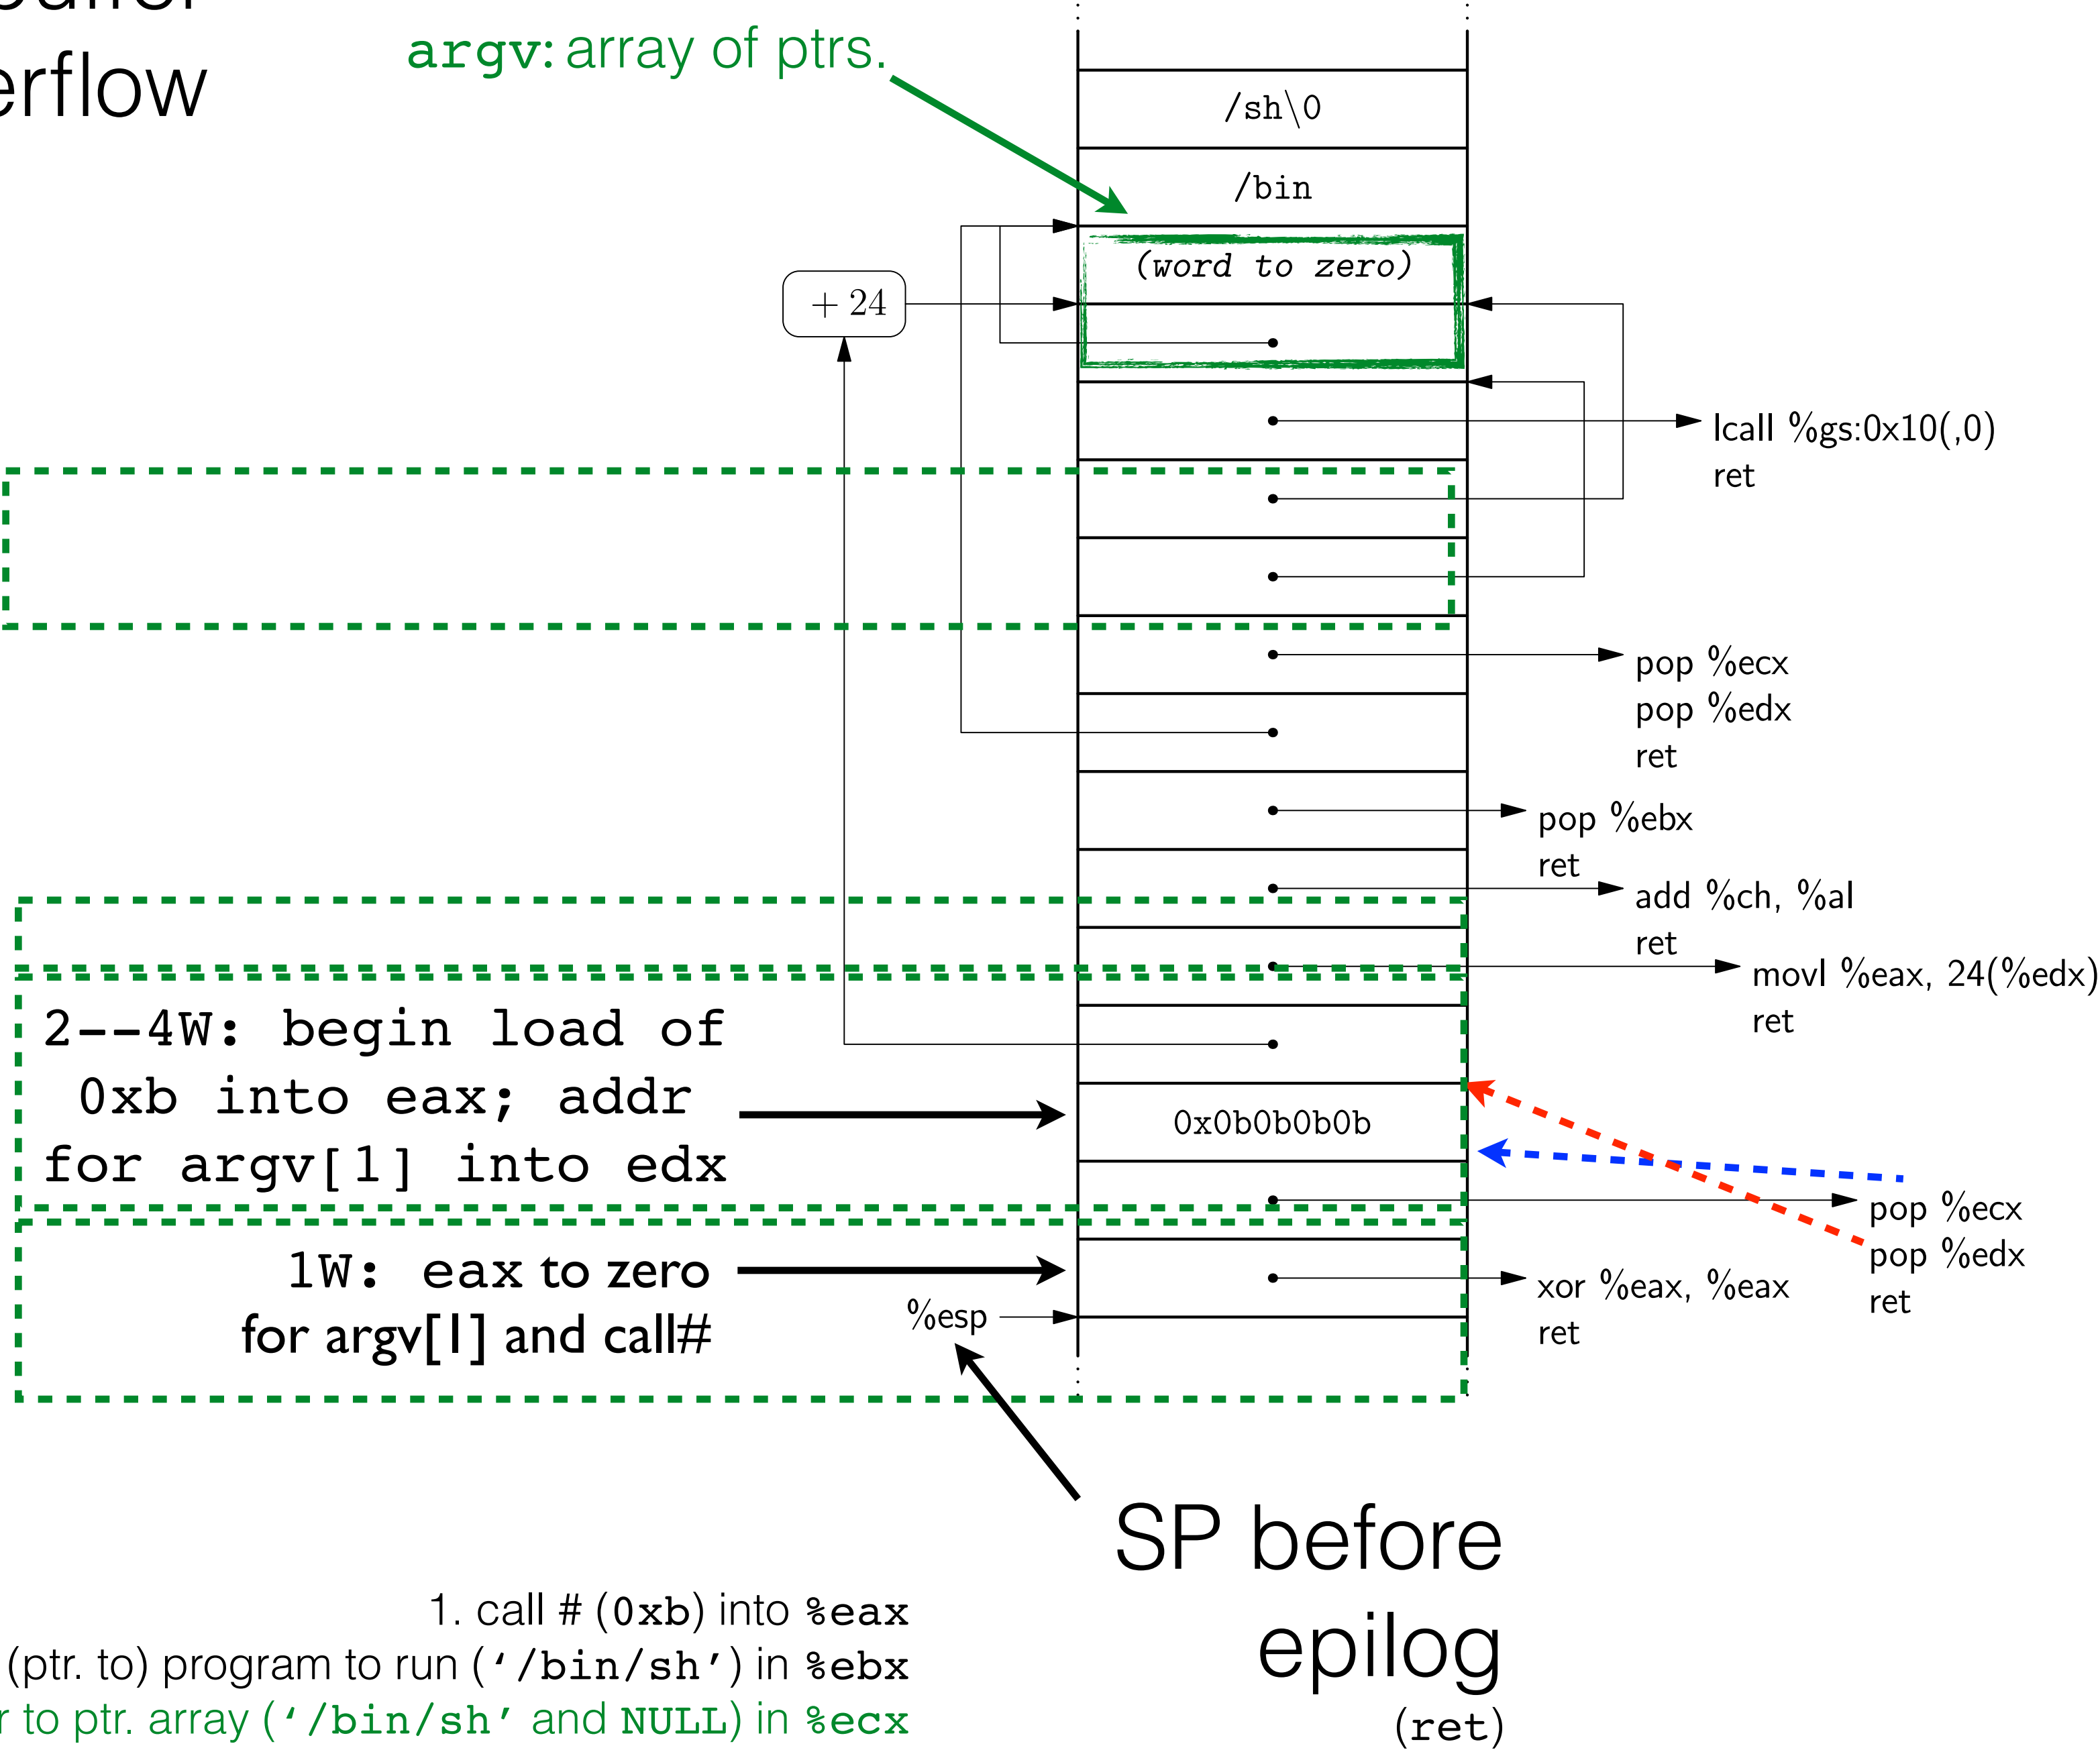 erflow
argv: array of ptrs.
/sh\0
/bin
(word to zero)
+ 24
lcall %gs:0x10(,0)
ret
pop %ecx
pop %edx
ret
pop %ebx
ret
add %ch, %al
ret
movl %eax, 24(%edx)
ret
2--4W: begin load of
0xb into eax; addr
for argv[1] into edx
0x0b0b0b0b
pop %ecx
pop %edx
ret
1W: eax to zero
for argv[1] and call#
%esp
xor %eax, %eax
ret
SP before
epilog
(ret)
1. call # (0xb) into %eax
(ptr. to) program to run (‘/bin/sh’) in %ebx
r to ptr. array (‘/bin/sh’ and NULL) in %ecx